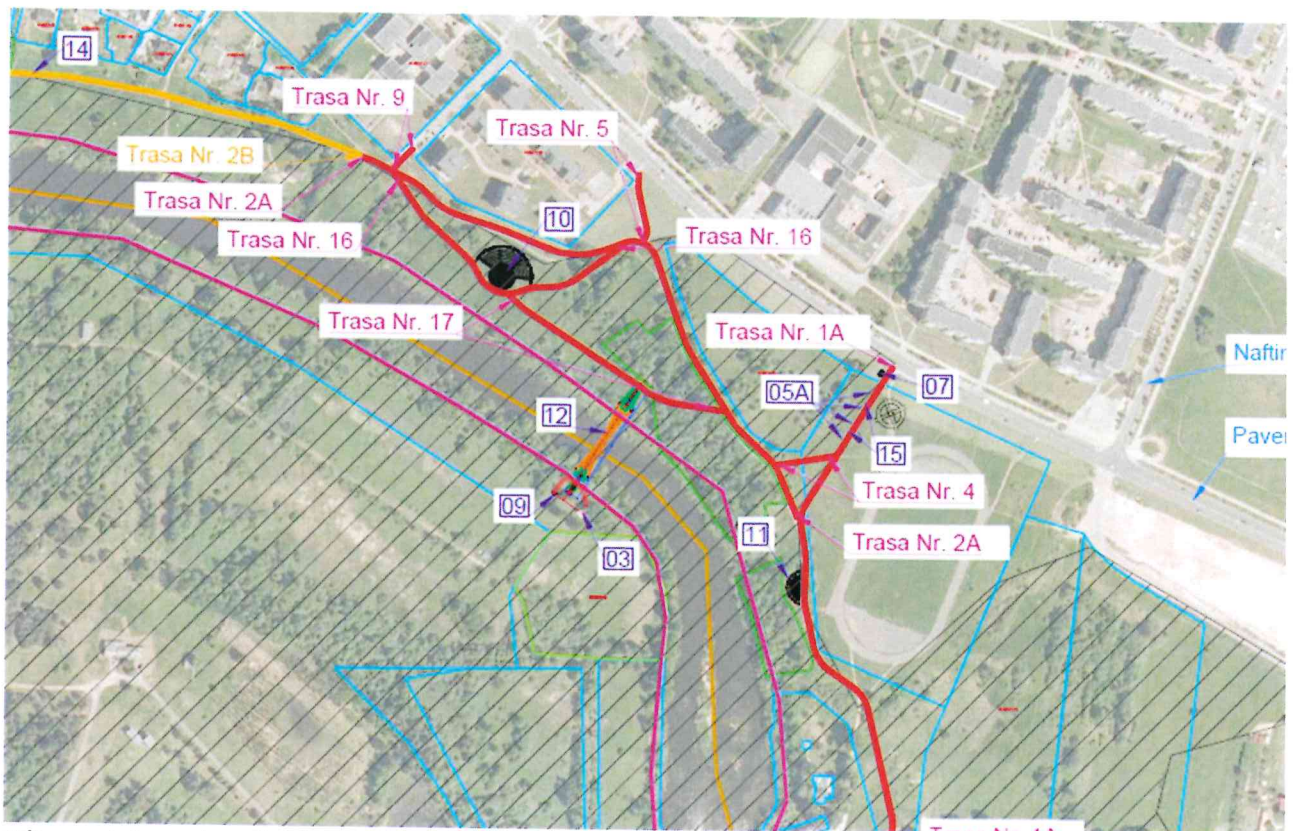 14
Trasa Nr. 9
Trasa Nr. 5
Trasa Nr. 2B
Trasa Nr. 2A
10
Trasa Nr. 16
Trasa Nr. 16
Trasa Nr. 17
Trasa Nr. 1A
Naftir
05A
07
12
Paver
15
09
Trasa Nr. 4
11
Trasa Nr. 2A
03